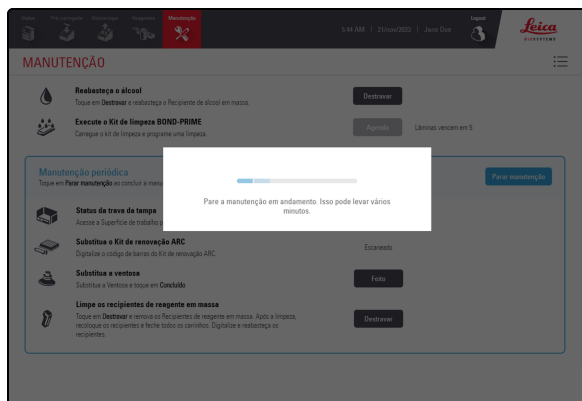 Status
Pré-carregado
Reagentes
Manutenção
5:44 AM | 21/nov/2023 | Jane Doe
Logout
Leica
BIOSYSTEMS
MANUTENÇÃO
Reabasteça o álcool
Toque em Destravar e reabasteça o Recipiente de álcool em massa.
Destravar
Execute o Kit de limpeza BOND-PRIME
Carregue o kit de limpeza e programe uma limpeza.
Agende
Lâminas vencem em 5
Manutenção periódica
Toque em Parar manutenção ao concluir a manu
Parar manutenção
Pare a manutenção em andamento. Isso pode levar vários
minutos.
Status da trava da tampa
Acesse a Superfície de trabalho p
Substitua o Kit de renovação ARC
Digitalize o código de barras do Kit de renovação ARC.
Escaneado
Substitua a ventosa
Substitua a Ventosa e toque em Concluído
Feito
Limpe os recipientes de reagente em massa
Toque em Destravar e remova os Recipientes de reagente em massa. Após a limpeza,
recoloque os recipientes e feche todos os carrinhos. Digitalize e reabasteça os
recipientes.
Destravar